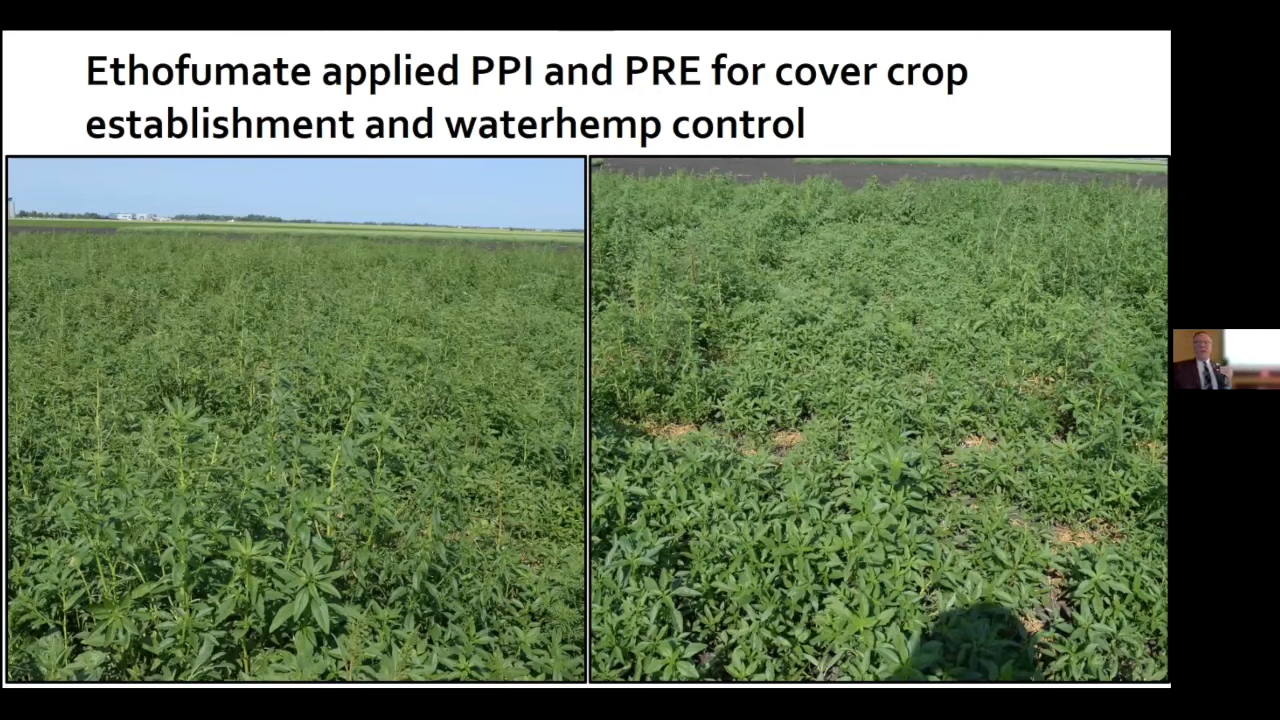 Ethofumate applied PPI and PRE for cover crop
establishment and waterhemp control